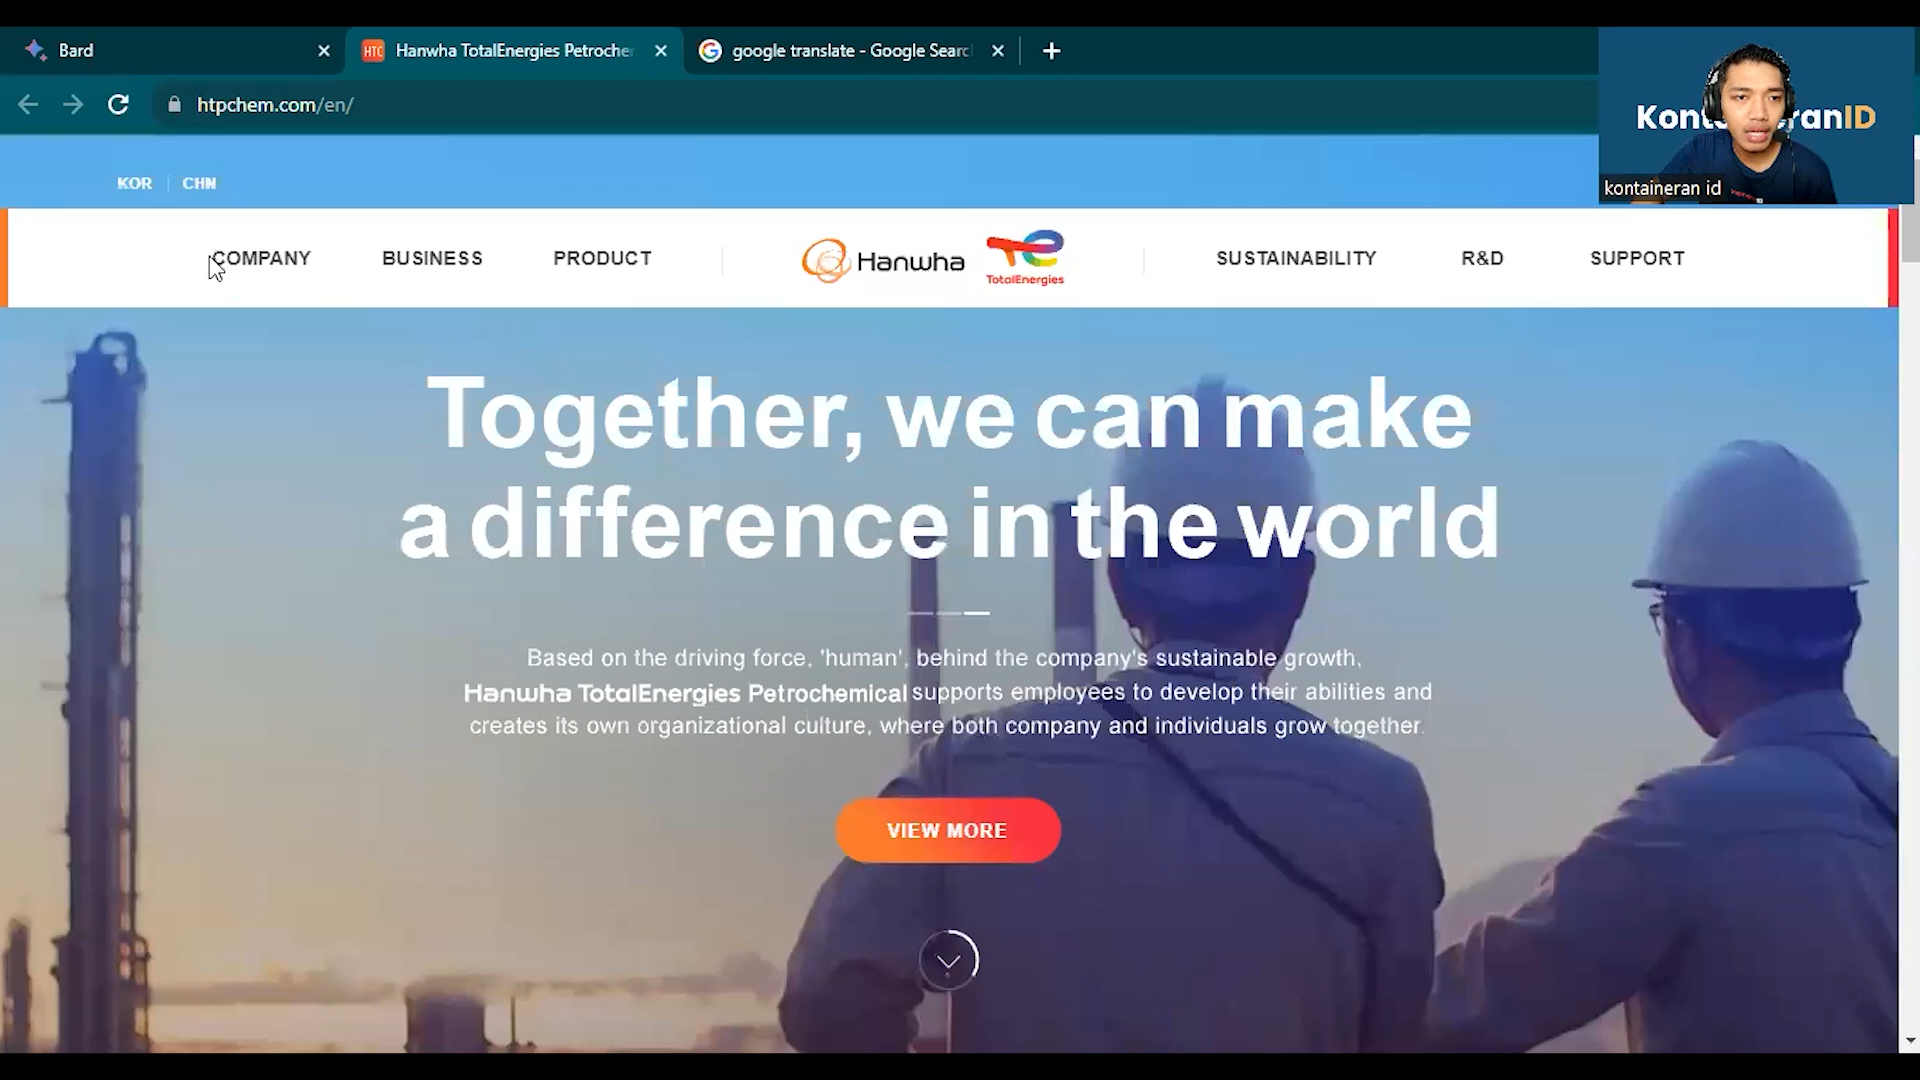 Bard
Hanwha TotalEnergies Petrocher
google translate - Google Searc
htpchem.com/en/
KontaineranID
kontaineran id
KOR
CHN
COMPANY
BUSINESS
PRODUCT
Hanwha
TotalEnergies
SUSTAINABILITY
R&D
SUPPORT
Together, we can make
a difference in the world
Based on the driving force, 'human', behind the company's sustainable growth,
Hanwha TotalEnergies Petrochemical supports employees to develop their abilities and
creates its own organizational culture, where both company and individuals grow together.
VIEW MORE